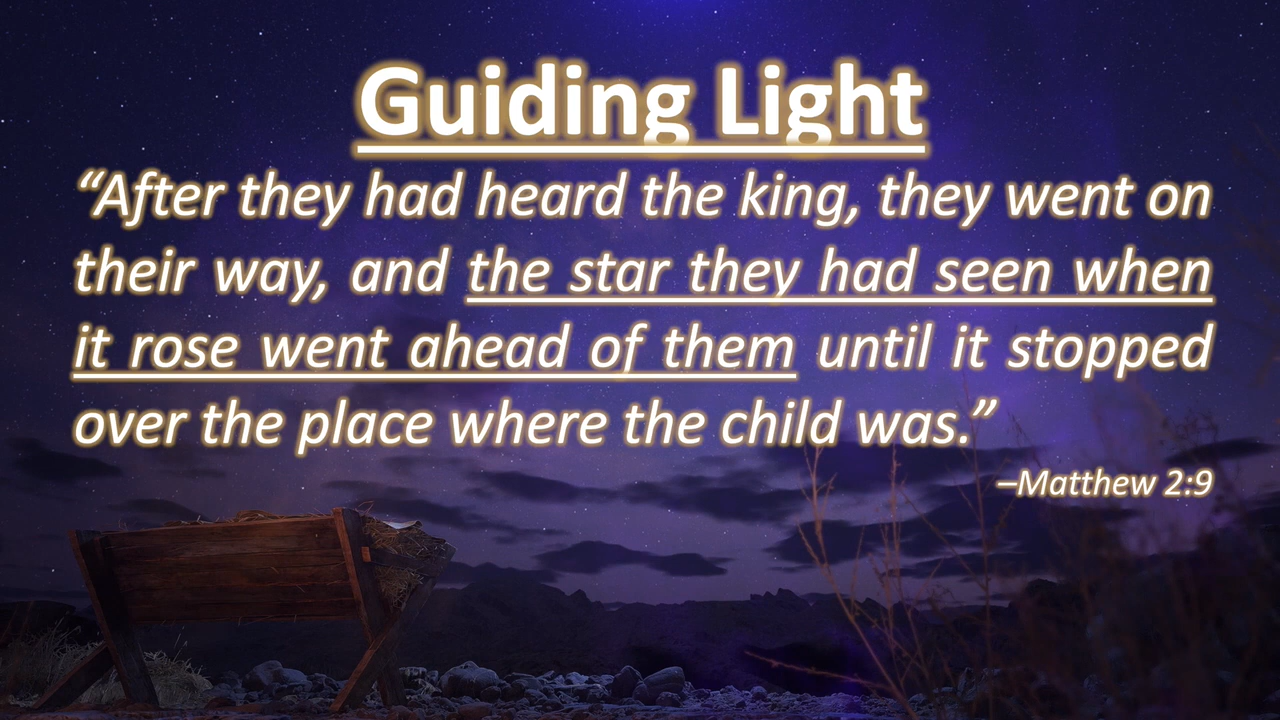 Guiding Light
“After they had heard the king, they went on
their way, and the star they had seen when
it rose went ahead of them until it stopped
over the place where the child was.”
–Matthew 2:9